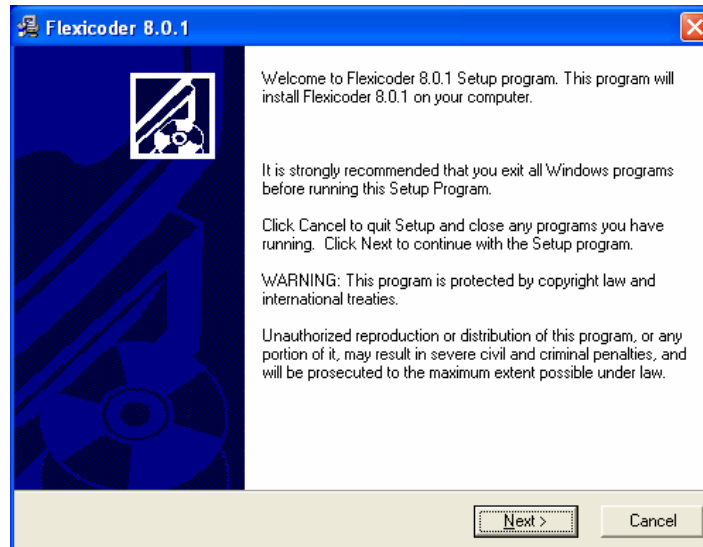 Flexicoder 8.0.1
Welcome to Flexicoder 8.0.1 Setup program. This program will
install Flexicoder 8.0.1 on your computer.
It is strongly recommended that you exit all Windows programs
before running this Setup Program.
Click Cancel to quit Setup and close any programs you have
running.  Click Next to continue with the Setup program.
WARNING: This program is protected by copyright law and
international treaties.
Unauthorized reproduction or distribution of this program, or any
portion of it, may result in severe civil and criminal penalties, and
will be prosecuted to the maximum extent possible under law.
Next >
Cancel